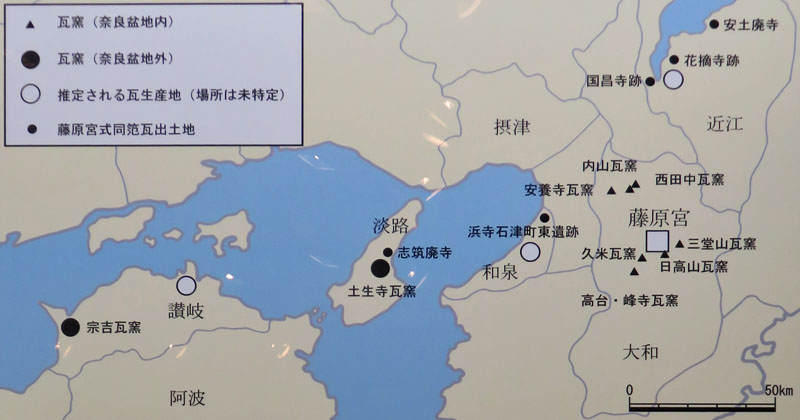 瓦窯（奈良盆地内）
瓦窯（奈良盆地外）
推定される瓦生産地（場所は未特定）
藤原宮式同笵瓦出土地
安土廃寺
花摘寺跡
国昌寺跡
近江
摂津
内山瓦窯
西田中瓦窯
安養寺瓦窯
藤原宮
淡路
浜寺石津町東遺跡
志筑廃寺
三堂山瓦窯
久米瓦窯
日高山瓦窯
和泉
土生寺瓦窯
高台・峰寺瓦窯
讃岐
宗吉瓦窯
大和
阿波
0
50km